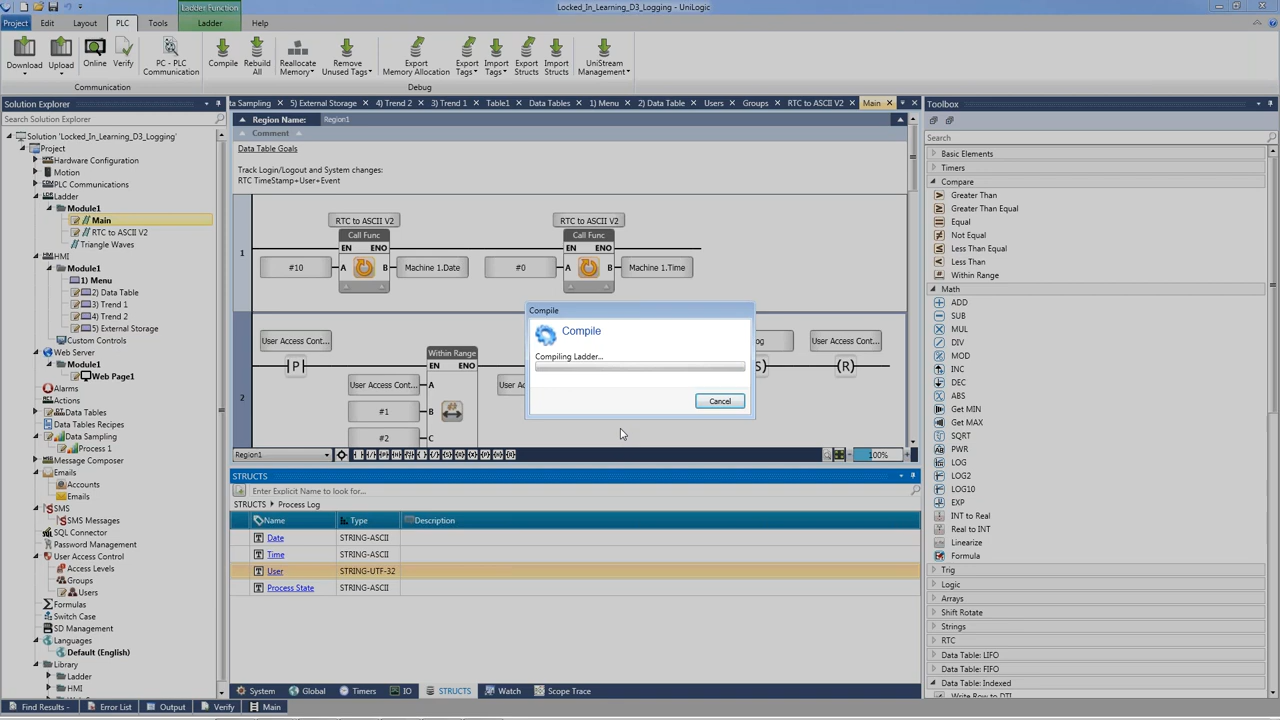 Ladder Function
Locked_In_Learning_D3_Logging - UniLogic
Project Edit Layout PLC Tools Ladder Help
Download Upload Online Verify PC - PLC Communication Compile Rebuild All Reallocate Memory Remove Unused Tags Export Memory Allocation Export Tags Import Tags Export Structs Import Structs UniStream Management
Communication Debug
Solution Explorer
Search Solution Explorer
Solution 'Locked_In_Learning_D3_Logging'
Project
Hardware Configuration
Motion
PLC Communications
Ladder
Module1
Main
RTC to ASCII V2
Triangle Waves
HMI
Module1
1) Menu
2) Data Table
3) Trend 1
4) Trend 2
5) External Storage
Custom Controls
Web Server
Module1
Web Page1
Alarms
Actions
Data Tables
Data Tables Recipes
Data Sampling
Process 1
Message Composer
Emails
Accounts
Emails
SMS
SMS Messages
SQL Connector
Password Management
User Access Control
Access Levels
Groups
Users
Formulas
Switch Case
SD Management
Languages
Default (English)
Library
Ladder
HMI
ta Sampling 5) External Storage 4) Trend 2 3) Trend 1 Table1 Data Tables 1) Menu 2) Data Table Users Groups RTC to ASCII V2 Main
Region Name: Region1
Comment
Data Table Goals
Track Login/Logout and System changes:
RTC TimeStamp+User+Event
RTC to ASCII V2 RTC to ASCII V2
Call Func Call Func
EN ENO EN ENO
1
#10 A B Machine 1.Date #0 A B Machine 1.Time
User Access Cont... og User Access Cont...
P S) (R)
Within Range
EN ENO
2
User Access Cont... A User Ac
#1 B
#2 C
Compile
Compile
Compiling Ladder...
Cancel
Region1 100%
STRUCTS
Enter Explicit Name to look for...
STRUCTS Process Log
Name Type Description
Date STRING-ASCII
Time STRING-ASCII
User STRING-UTF-32
Process State STRING-ASCII
System Global Timers IO STRUCTS Watch Scope Trace
Find Results - Error List Output Verify Main
Toolbox
Search
Basic Elements
Timers
Compare
Greater Than
Greater Than Equal
Equal
Not Equal
Less Than Equal
Less Than
Within Range
Math
ADD
SUB
MUL
DIV
MOD
INC
DEC
ABS
Get MIN
Get MAX
SQRT
PWR
LOG
LOG2
LOG10
EXP
INT to Real
Real to INT
Linearize
Formula
Trig
Logic
Arrays
Shift Rotate
Strings
RTC
Data Table: LIFO
Data Table: FIFO
Data Table: Indexed
Write Row to DTI